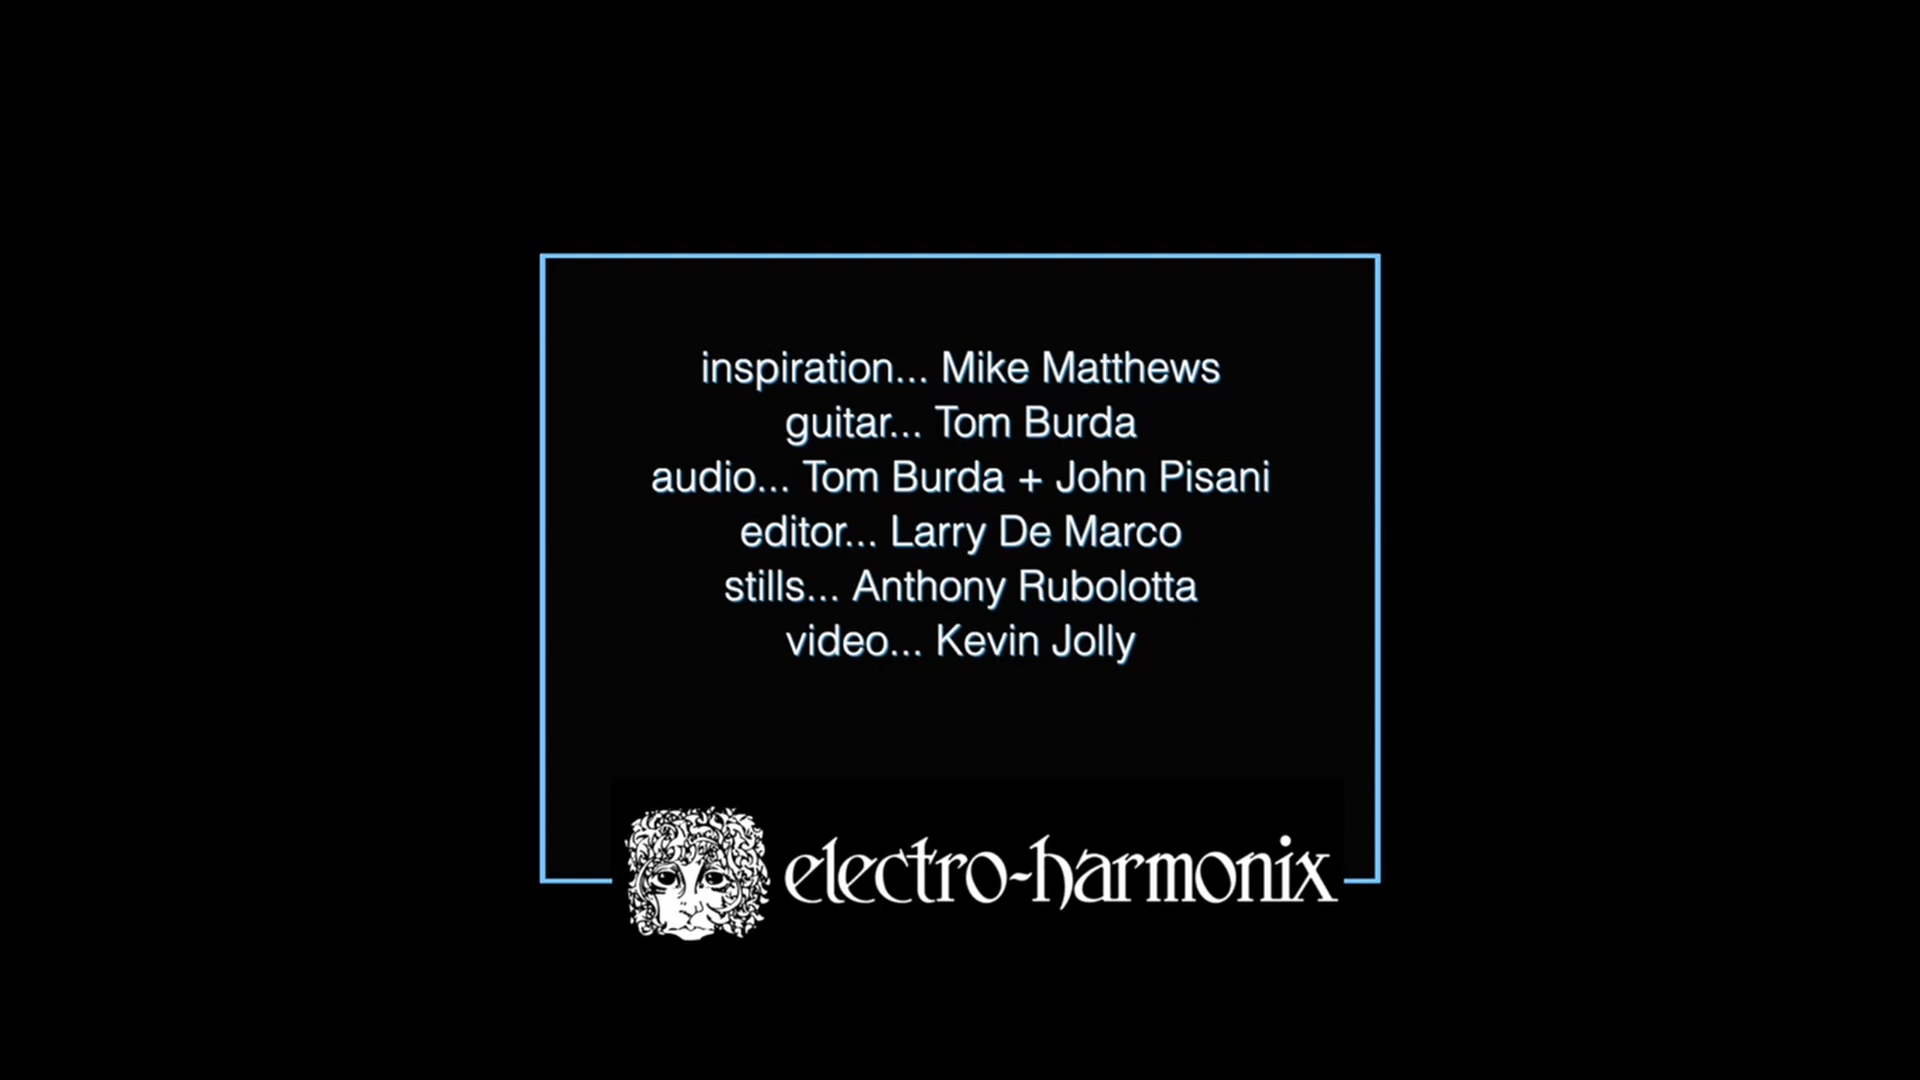 inspiration... Mike Matthews
guitar... Tom Burda
audio... Tom Burda + John Pisani
editor... Larry De Marco
stills... Anthony Rubolotta
video... Kevin Jolly
electro-harmonix